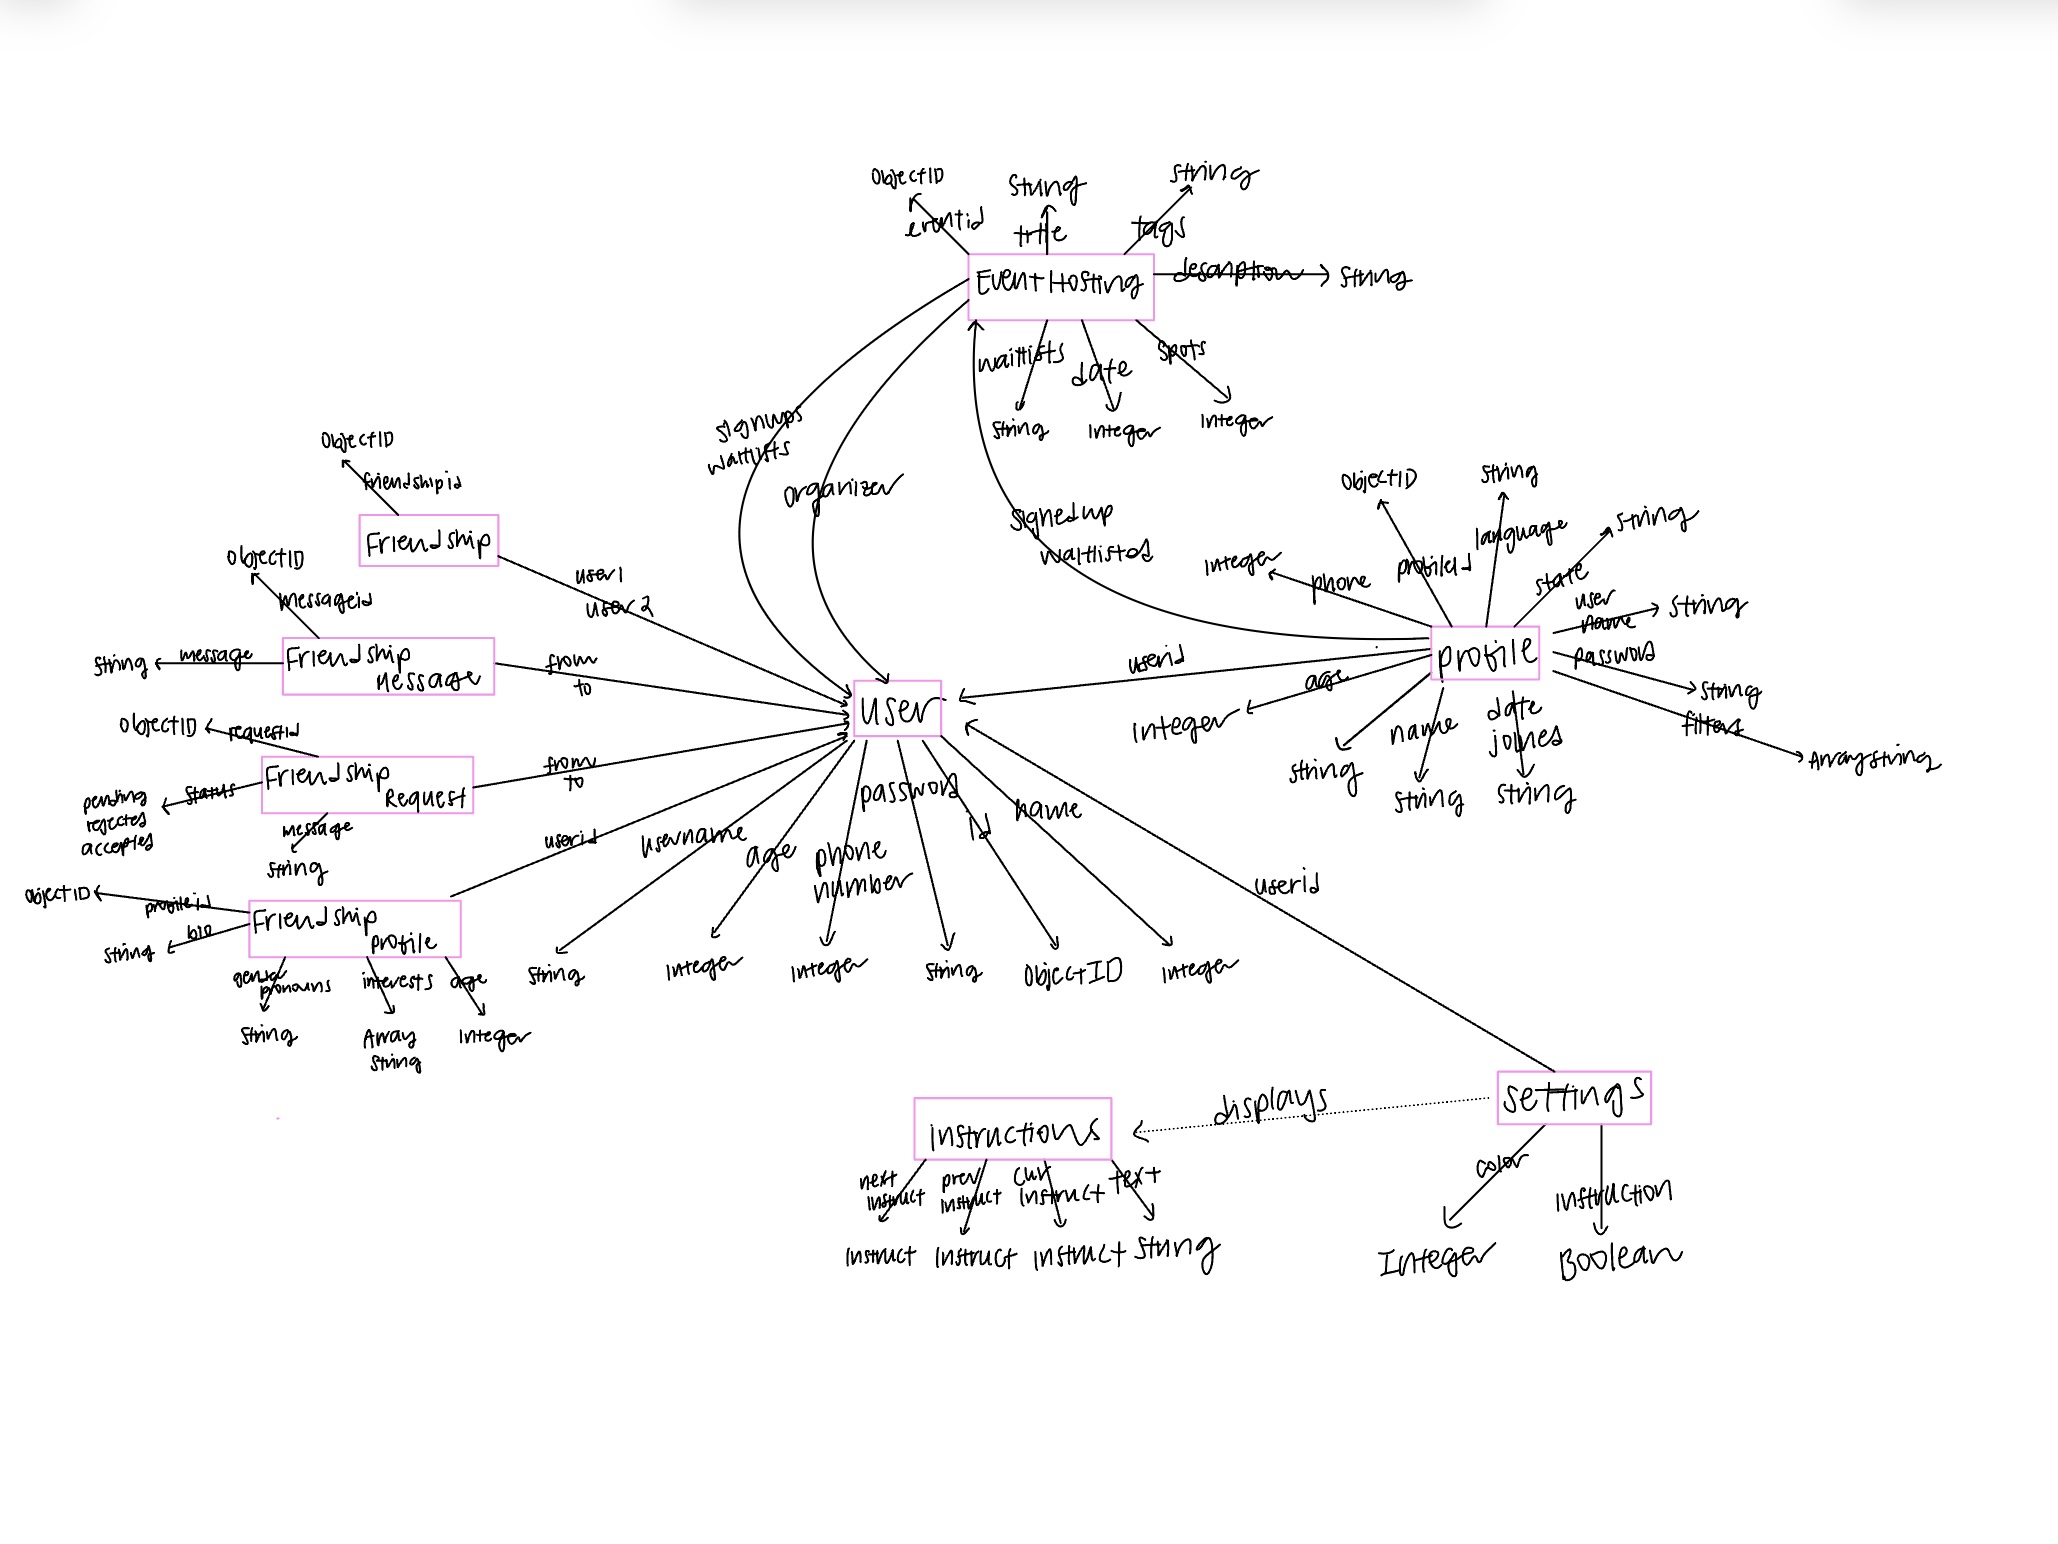 ObjectID
String
String
eventid
title
tags
Event Hosting
description
String
waitlists
date
spots
String
Integer
Integer
signups
waitlists
organizer
signedup
waitlisted
ObjectID
friendship id
Friendship
user1
user2
ObjectID
messageid
String
message
Friendship
Message
from
to
ObjectID
requestid
Friendship
Request
status
pending
rejected
accepted
message
String
from
to
ObjectID
profileid
bio
String
Friendship
profile
userid
genre
pronouns
interests
age
String
Array
String
Integer
user
username
age
phone
number
password
id
name
String
Integer
Integer
String
ObjectID
Integer
ObjectID
String
String
Integer
phone
profileId
language
state
user
name
String
profile
password
String
filters
Array string
userid
age
Integer
String
name
String
date
joined
String
userid
settings
displays
color
instruction
Integer
Boolean
instructions
next
instruct
prev
instruct
curr
instruct
text
instruct
instruct
instruct
String